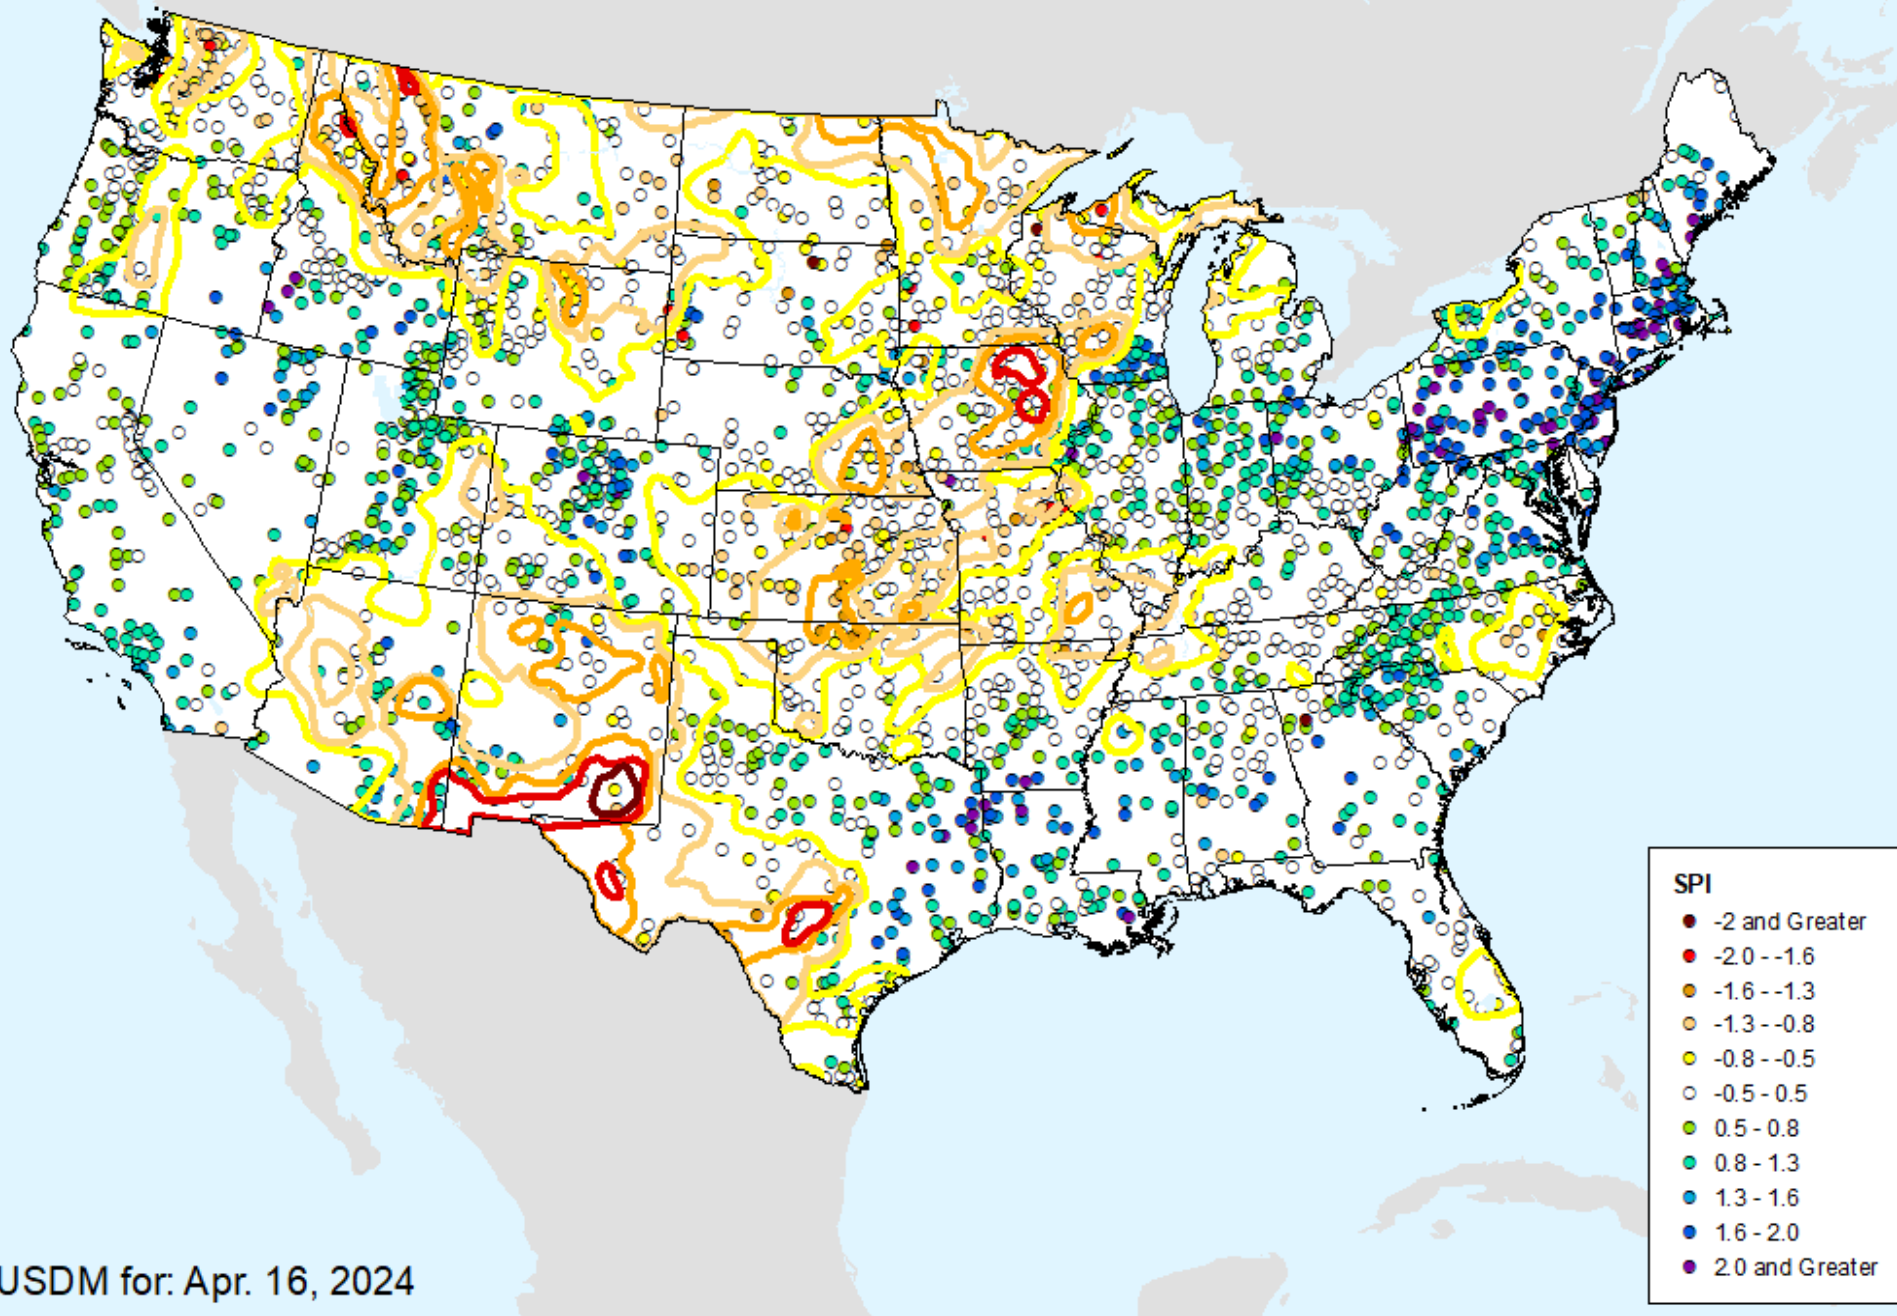 SPI
-2 and Greater
-2.0 - -1.6
-1.6 - -1.3
-1.3 - -0.8
-0.8 - -0.5
-0.5 - 0.5
0.5 - 0.8
0.8 - 1.3
1.3 - 1.6
1.6 - 2.0
2.0 and Greater
USDM for: Apr. 16, 2024